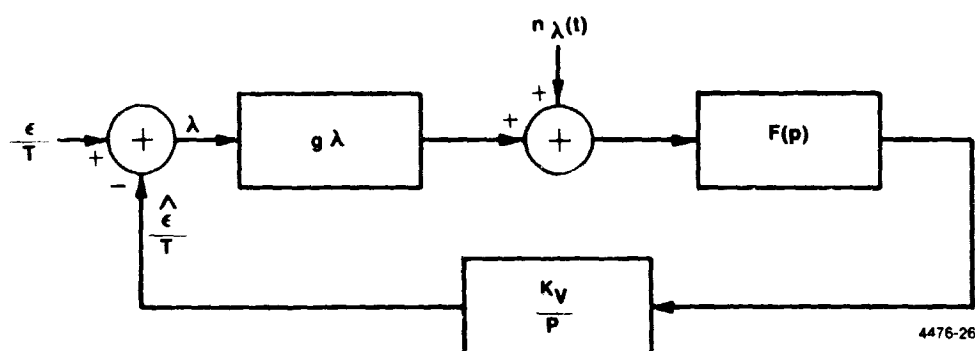 n λ(t)
+
ϵ/T
+
+
λ
g λ
+
+
F(p)
−
ϵ̂/T
K_V/P
4476-26